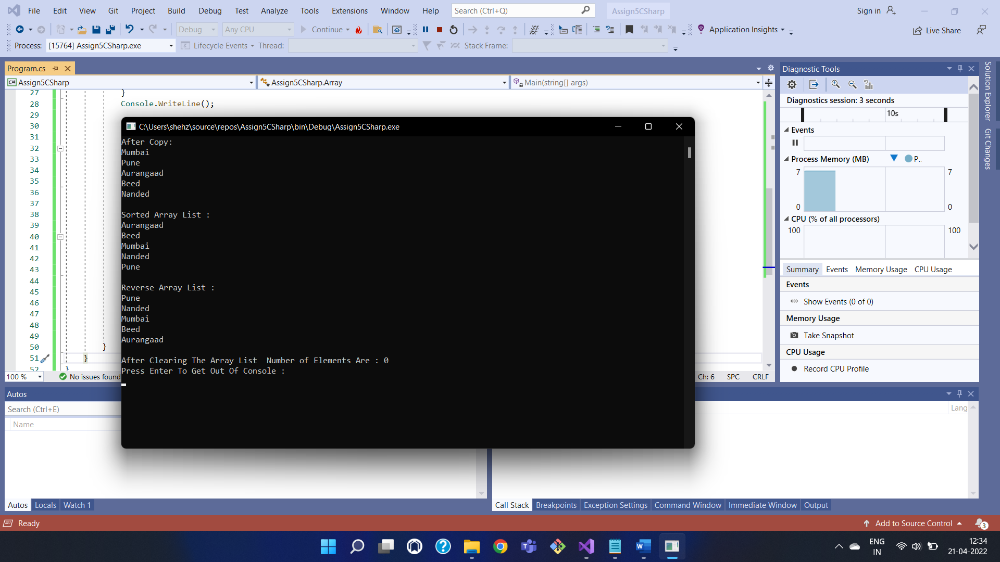 File Edit View Git Project Build Debug Test Analyze Tools Extensions Window Help Search (Ctrl+Q) Assign5CSharp Sign in
Debug Any CPU Continue Application Insights Live Share
Process: [15764] Assign5CSharp.exe Lifecycle Events Thread: Stack Frame:
Program.cs
C# Assign5CSharp Assign5CSharp.Array Main(string[] args)
27 }
28 Console.WriteLine();
29
30
31
32
33
34
35
36
37
38
39
40
41
42
43
44
45
46
47
48
49
50 }
51 }
52 }
100 % No issues found Ch: 6 SPC CRLF
C:\Users\shehz\source\repos\Assign5CSharp\bin\Debug\Assign5CSharp.exe
After Copy:
Mumbai
Pune
Aurangaad
Beed
Nanded
Sorted Array List :
Aurangaad
Beed
Mumbai
Nanded
Pune
Reverse Array List :
Pune
Nanded
Mumbai
Beed
Aurangaad
After Clearing The Array List  Number of Elements Are : 0
Press Enter To Get Out Of Console :
Diagnostic Tools
Diagnostics session: 3 seconds
10s
Events
Process Memory (MB) P..
7 7
0 0
CPU (% of all processors)
100 100
Summary Events Memory Usage CPU Usage
Events
Show Events (0 of 0)
Memory Usage
Take Snapshot
CPU Usage
Record CPU Profile
Solution Explorer
Git Changes
Autos
Search (Ctrl+E)
Name
Lang
Autos Locals Watch 1
Call Stack Breakpoints Exception Settings Command Window Immediate Window Output
Ready Add to Source Control 3
ENG
IN
12:34
21-04-2022